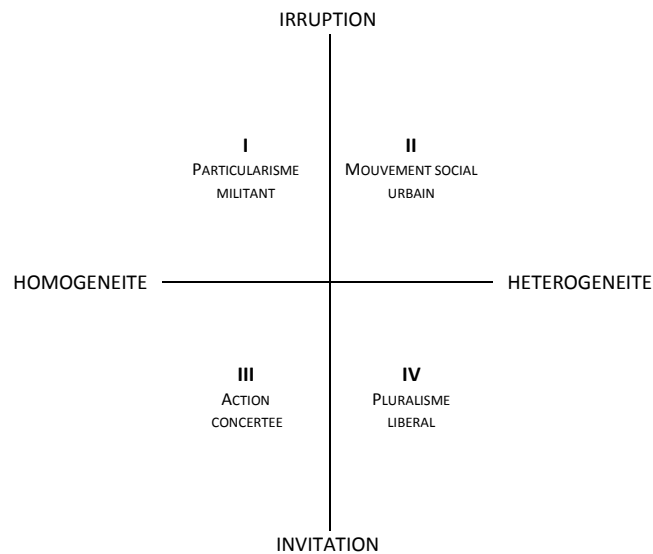 IRRUPTION
I
PARTICULARISME
MILITANT
II
MOUVEMENT SOCIAL
URBAIN
HOMOGENEITE
HETEROGENEITE
III
ACTION
CONCERTEE
IV
PLURALISME
LIBERAL
INVITATION